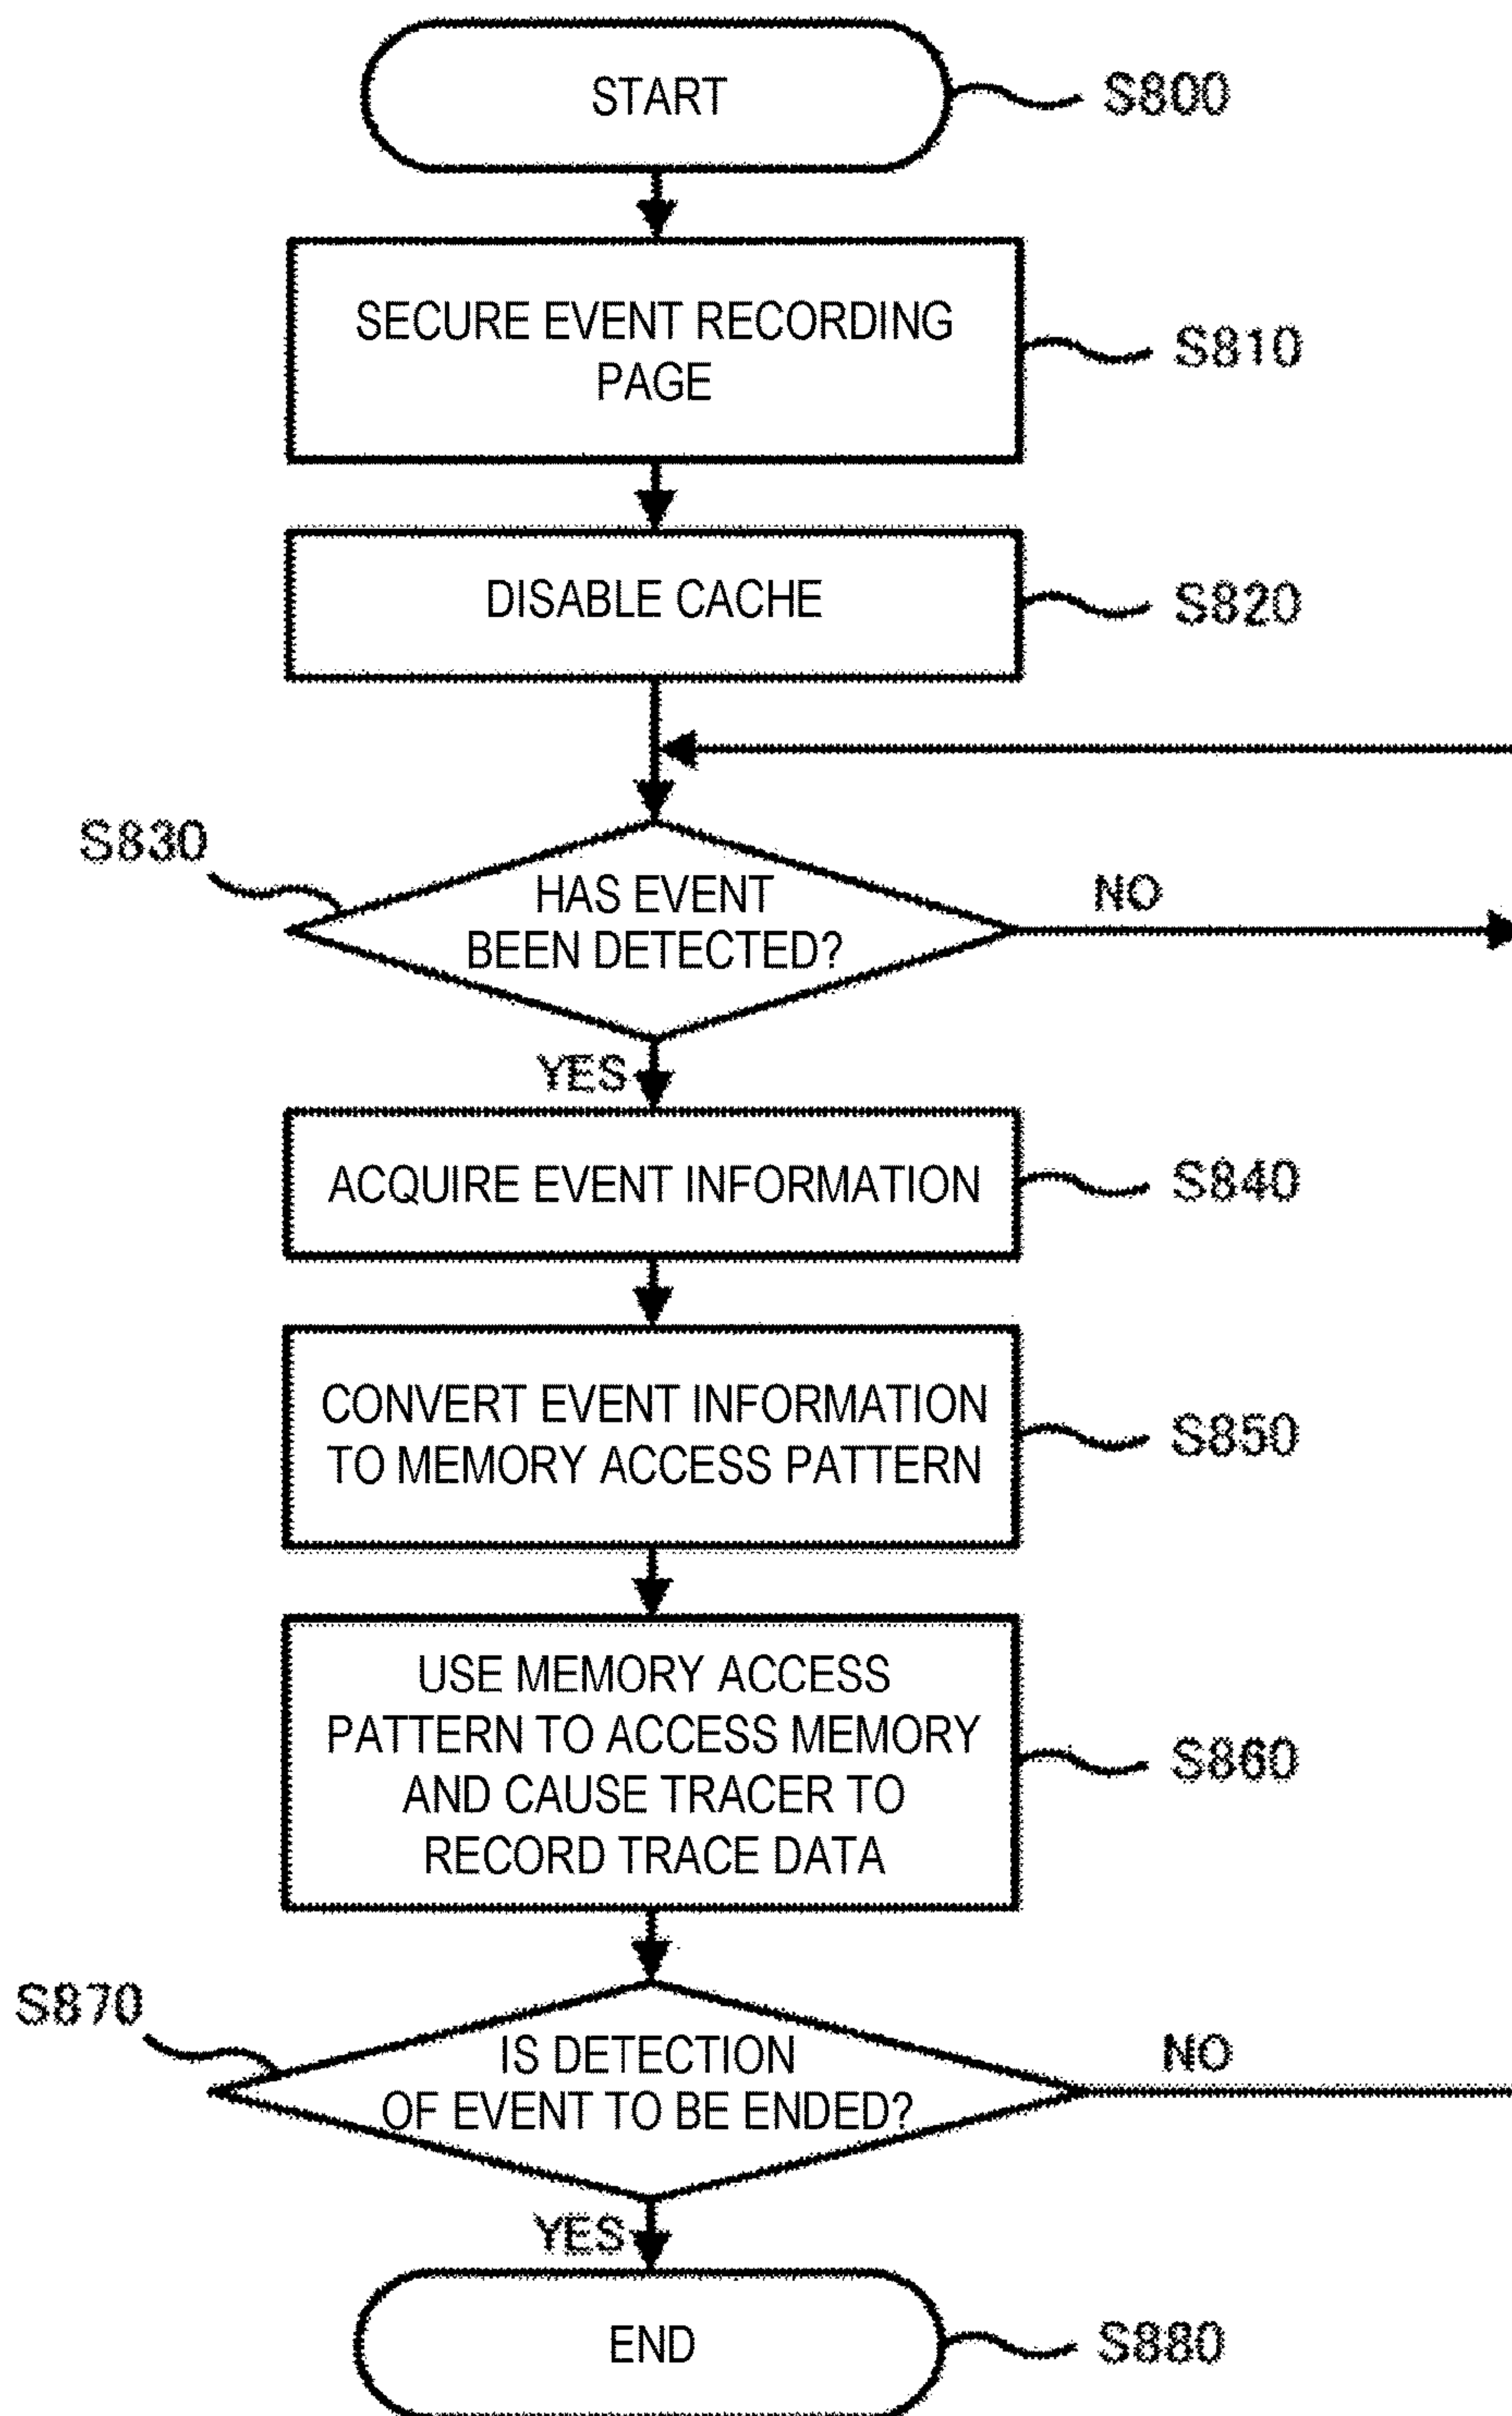 START
S800
SECURE EVENT RECORDING
PAGE
S810
DISABLE CACHE
S820
S830
HAS EVENT
BEEN DETECTED?
NO
YES
ACQUIRE EVENT INFORMATION
S840
CONVERT EVENT INFORMATION
TO MEMORY ACCESS PATTERN
S850
USE MEMORY ACCESS
PATTERN TO ACCESS MEMORY
AND CAUSE TRACER TO
RECORD TRACE DATA
S860
S870
IS DETECTION
OF EVENT TO BE ENDED?
NO
YES
END
S880